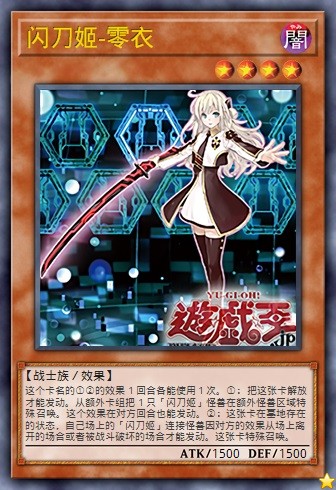 闪刀姬-零衣
闇
YU-GI-OH!
遊戯王
.jp
【战士族／效果】
这个卡名的①②的效果１回合各能使用１次。①：把这张卡解放
才能发动。从额外卡组把１只「闪刀姬」怪兽在额外怪兽区域特
殊召唤。这个效果在对方回合也能发动。②：这张卡在墓地存在
的状态，自己场上的「闪刀姬」连接怪兽因对方的效果从场上离
开的场合或者被战斗破坏的场合才能发动。这张卡特殊召唤。
ATK/1500 DEF/1500